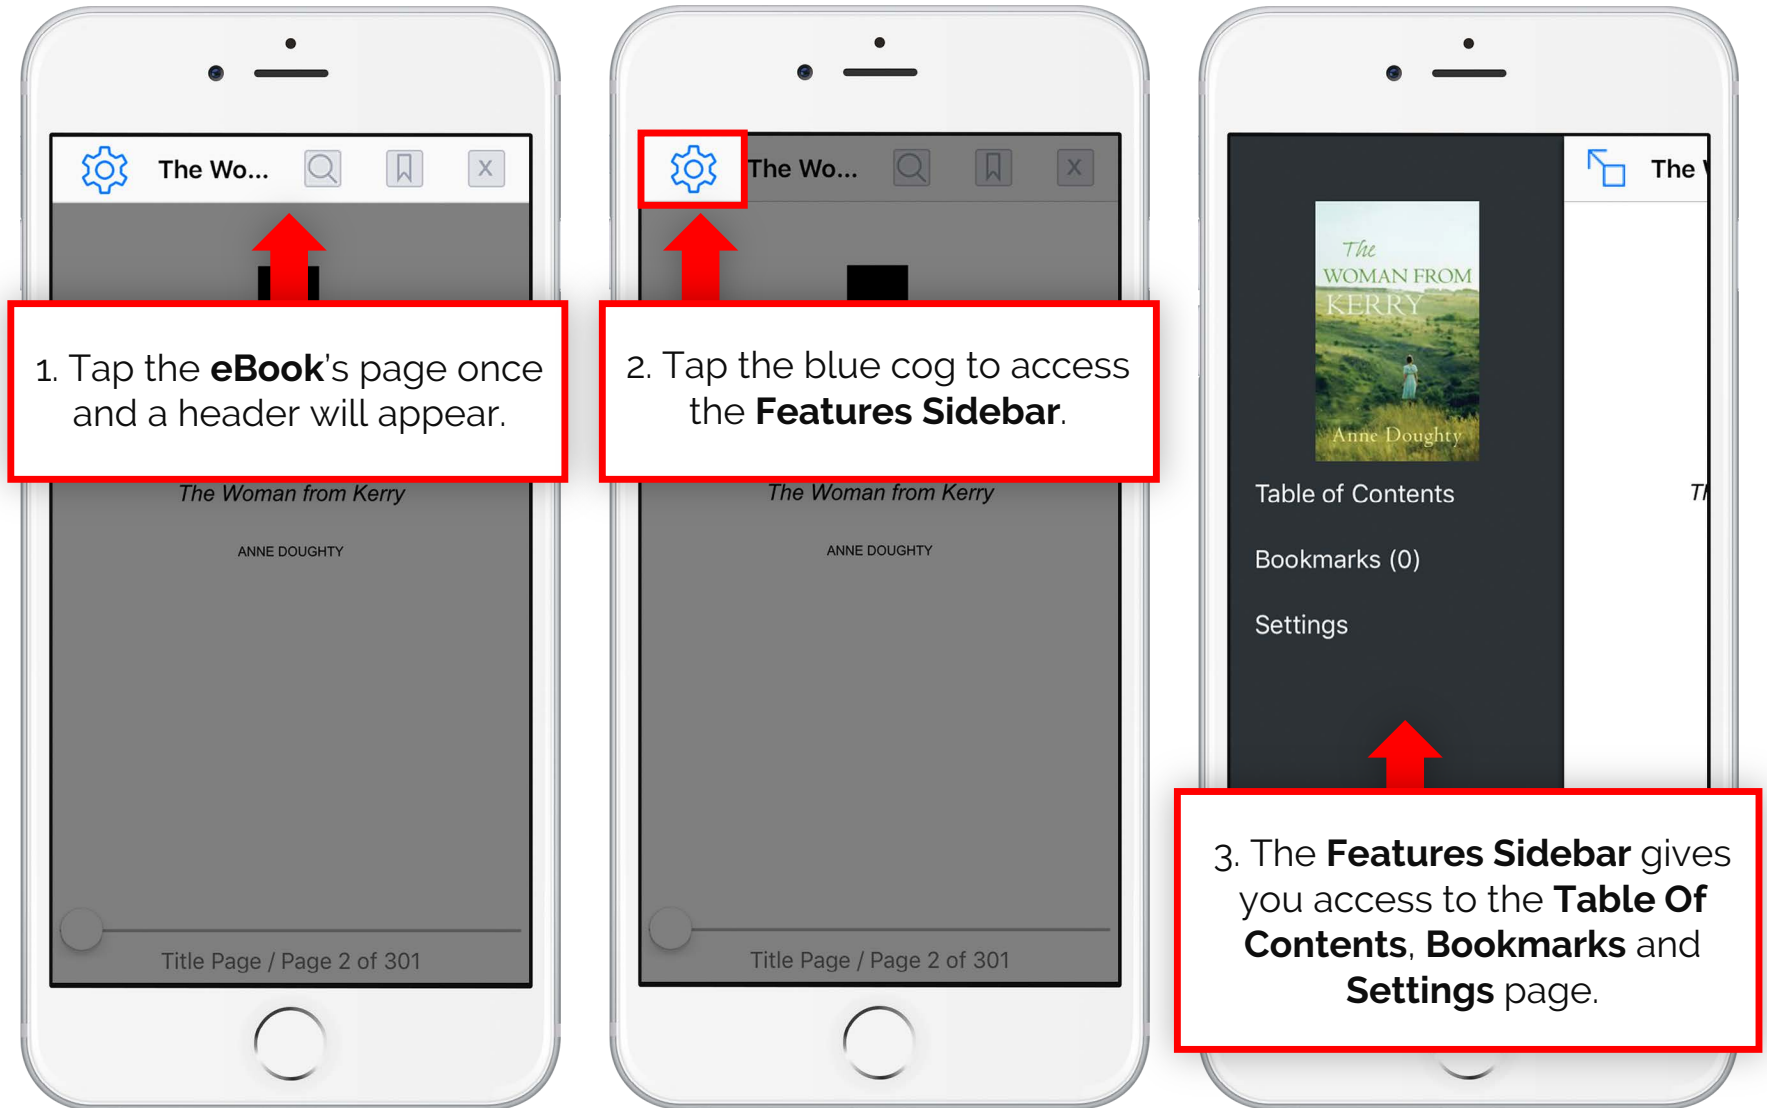 The Wo...
X
1. Tap the eBook's page once
and a header will appear.
The Woman from Kerry
ANNE DOUGHTY
Title Page / Page 2 of 301
The Wo...
X
2. Tap the blue cog to access
the Features Sidebar.
The Woman from Kerry
ANNE DOUGHTY
Title Page / Page 2 of 301
The
The
WOMAN FROM
KERRY
Anne Doughty
Table of Contents
Bookmarks (0)
Settings
3. The Features Sidebar gives
you access to the Table Of
Contents, Bookmarks and
Settings page.